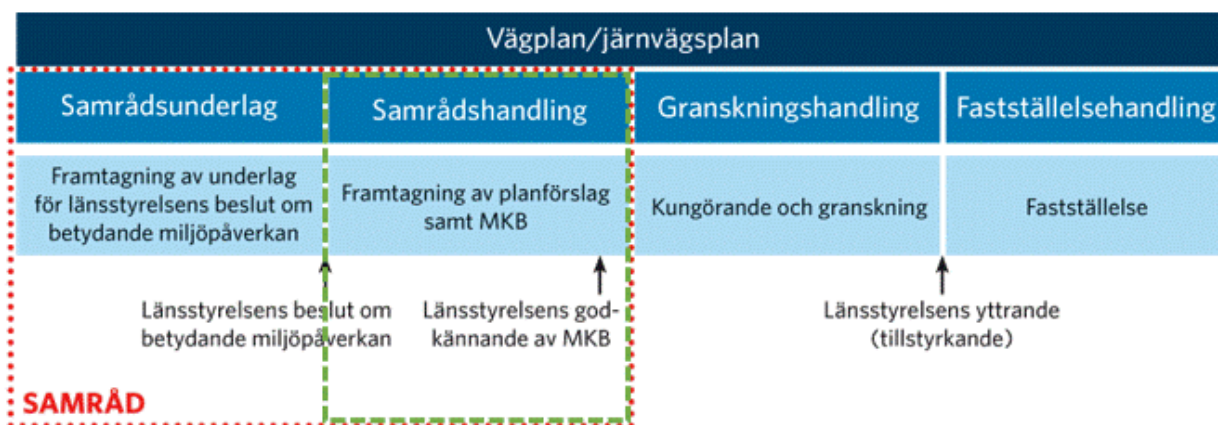 Vägplan/järnvägsplan
Samrådsunderlag
Samrådshandling
Granskningshandling
Fastställelsehandling
Framtagning av underlag
för länsstyrelsens beslut om
betydande miljöpåverkan
Framtagning av planförslag
samt MKB
Kungörande och granskning
Fastställelse
Länsstyrelsens beslut om
betydande miljöpåverkan
Länsstyrelsens god-
kännande av MKB
Länsstyrelsens yttrande
(tillstyrkande)
SAMRÅD